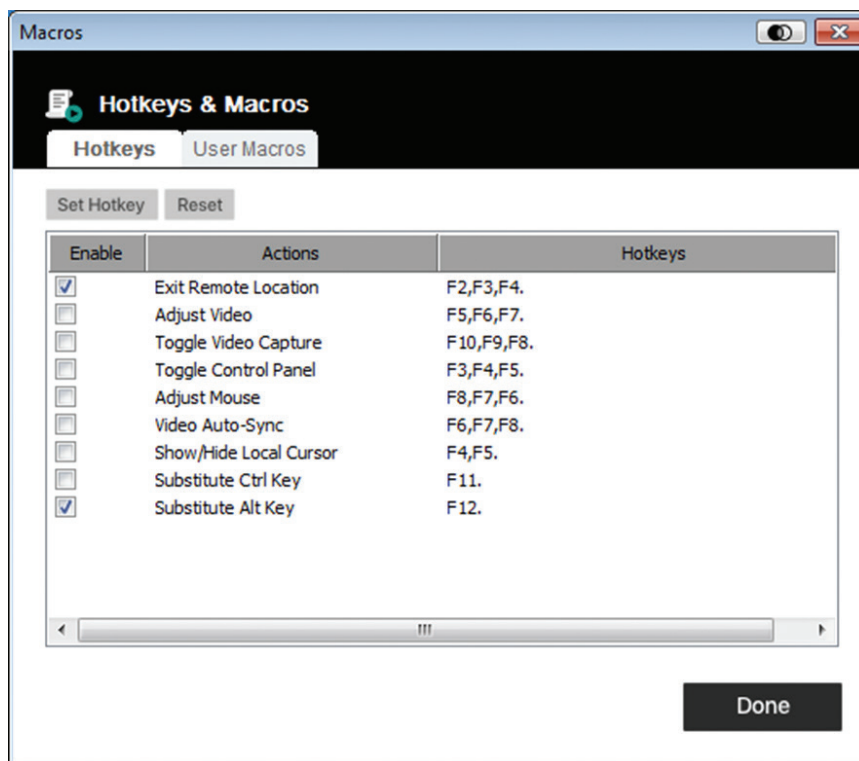 Macros
Hotkeys & Macros
Hotkeys User Macros
Set Hotkey Reset
Enable Actions Hotkeys
Exit Remote Location F2,F3,F4.
Adjust Video F5,F6,F7.
Toggle Video Capture F10,F9,F8.
Toggle Control Panel F3,F4,F5.
Adjust Mouse F8,F7,F6.
Video Auto-Sync F6,F7,F8.
Show/Hide Local Cursor F4,F5.
Substitute Ctrl Key F11.
Substitute Alt Key F12.
Done